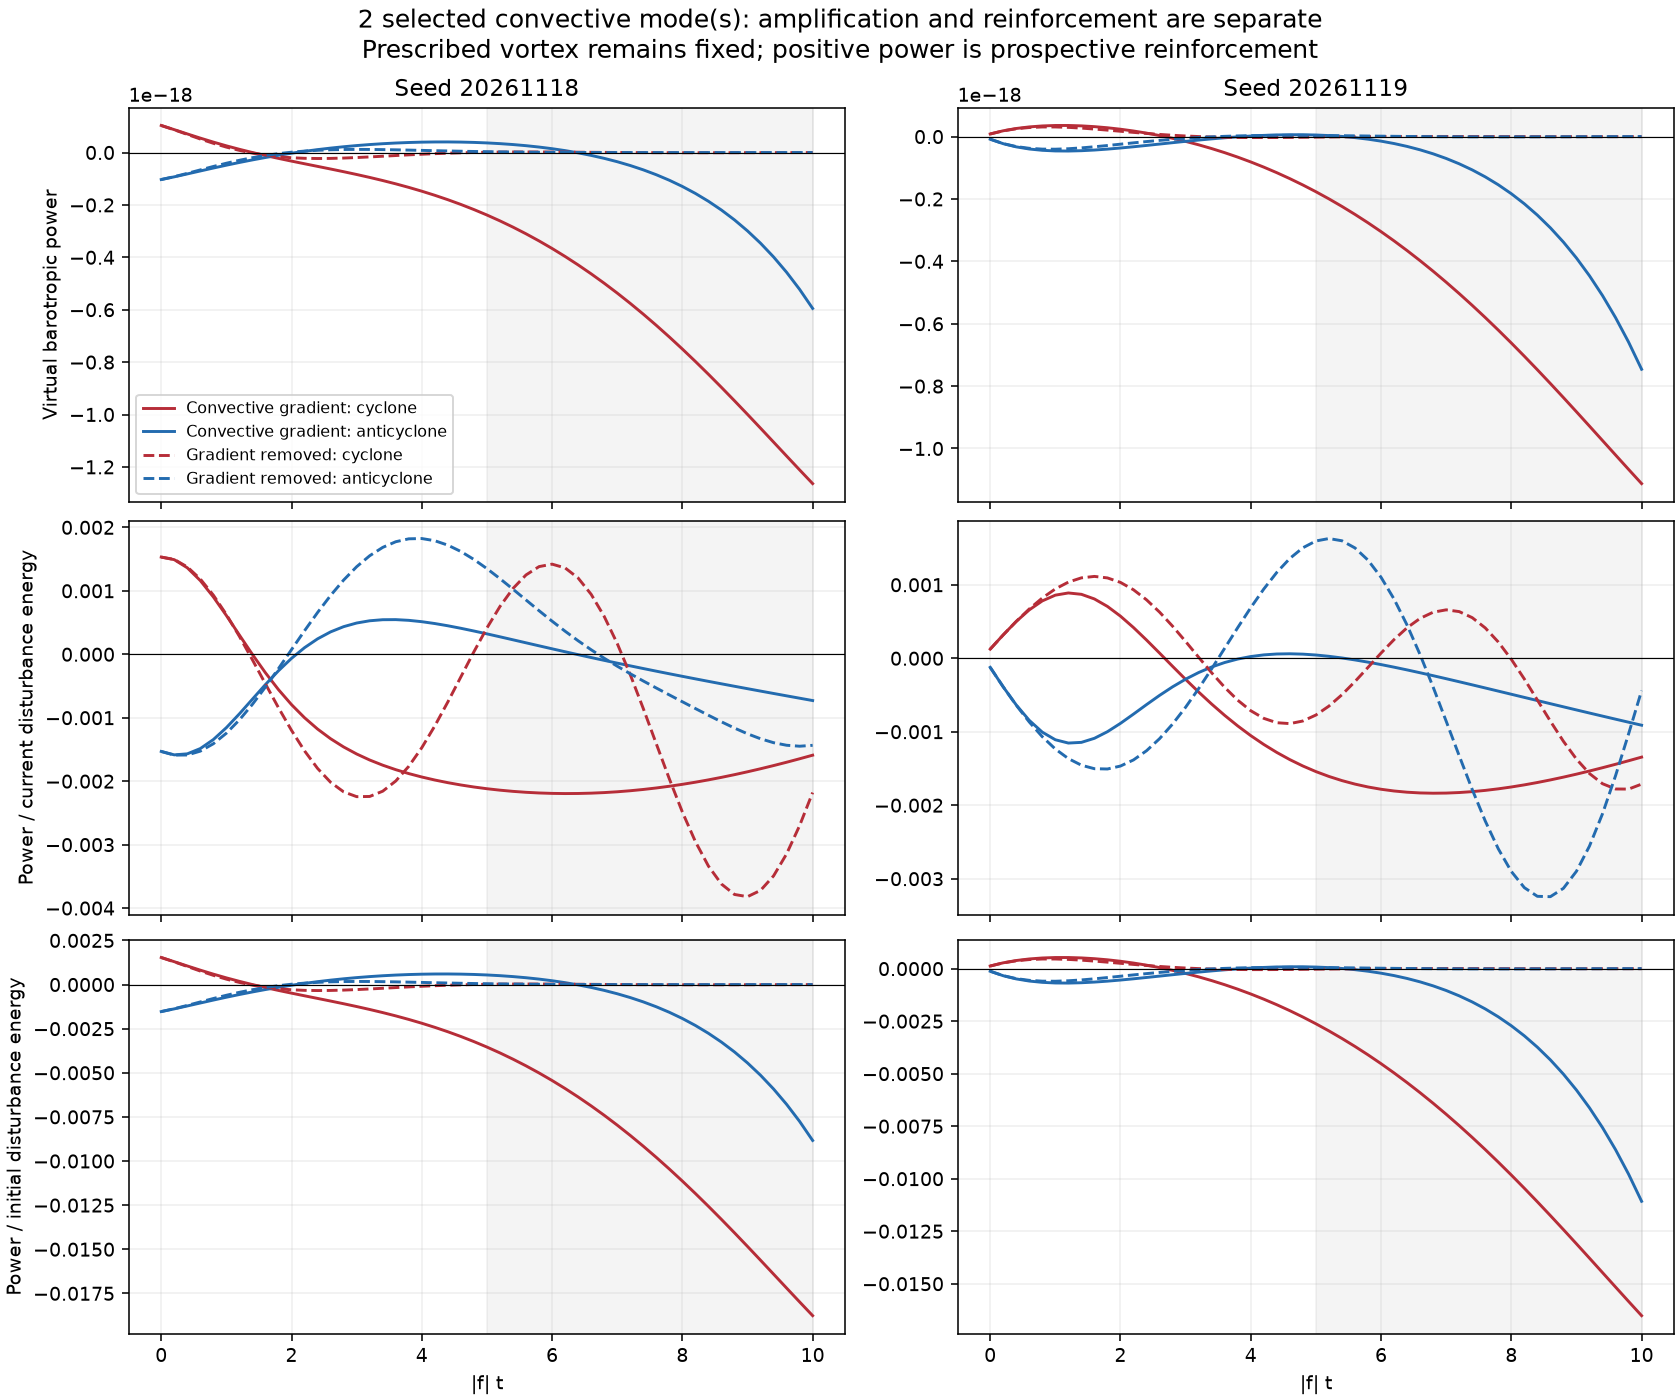 2 selected convective mode(s): amplification and reinforcement are separate
Prescribed vortex remains fixed; positive power is prospective reinforcement
Seed 20261118
1e−18
Virtual barotropic power
0.0
−0.2
−0.4
−0.6
−0.8
−1.0
−1.2
Convective gradient: cyclone
Convective gradient: anticyclone
Gradient removed: cyclone
Gradient removed: anticyclone
Seed 20261119
1e−18
0.0
−0.2
−0.4
−0.6
−0.8
−1.0
Power / current disturbance energy
0.002
0.001
0.000
−0.001
−0.002
−0.003
−0.004
0.001
0.000
−0.001
−0.002
−0.003
Power / initial disturbance energy
0.0025
0.0000
−0.0025
−0.0050
−0.0075
−0.0100
−0.0125
−0.0150
−0.0175
0 2 4 6 8 10
|f| t
0.0000
−0.0025
−0.0050
−0.0075
−0.0100
−0.0125
−0.0150
0 2 4 6 8 10
|f| t